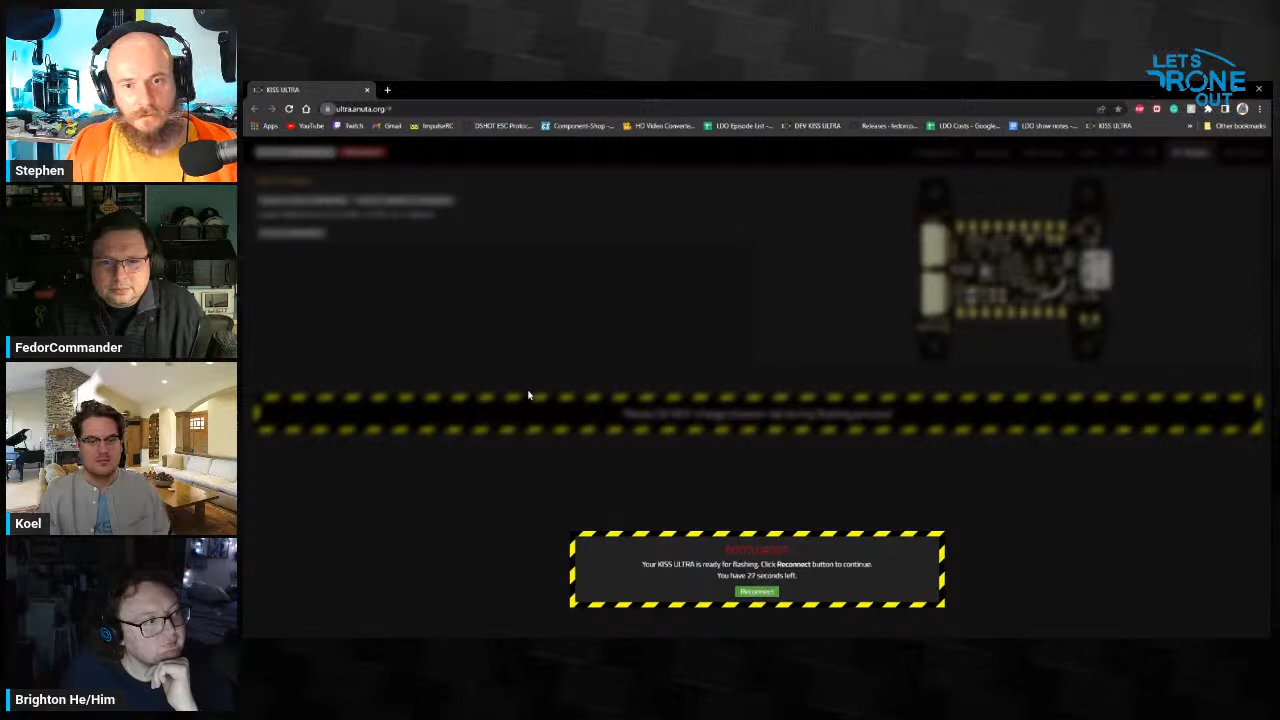 LETS
DRONE
OUT
KISS ULTRA
ultra.anuta.org/#
Apps
YouTube
Twitch
Gmail
ImpulseRC
DSHOT ESC Protoc...
Component-Shop -...
HD Video Converte...
LDO Episode List -...
DEV KISS ULTRA
Releases · fedorco...
LDO Costs - Google...
LDO show notes -...
KISS ULTRA
»
Other bookmarks
Stephen
FedorCommander
Koel
Brighton He/Him
BOOTLOADER
Your KISS ULTRA is ready for flashing. Click Reconnect button to continue.
You have 27 seconds left.
Reconnect